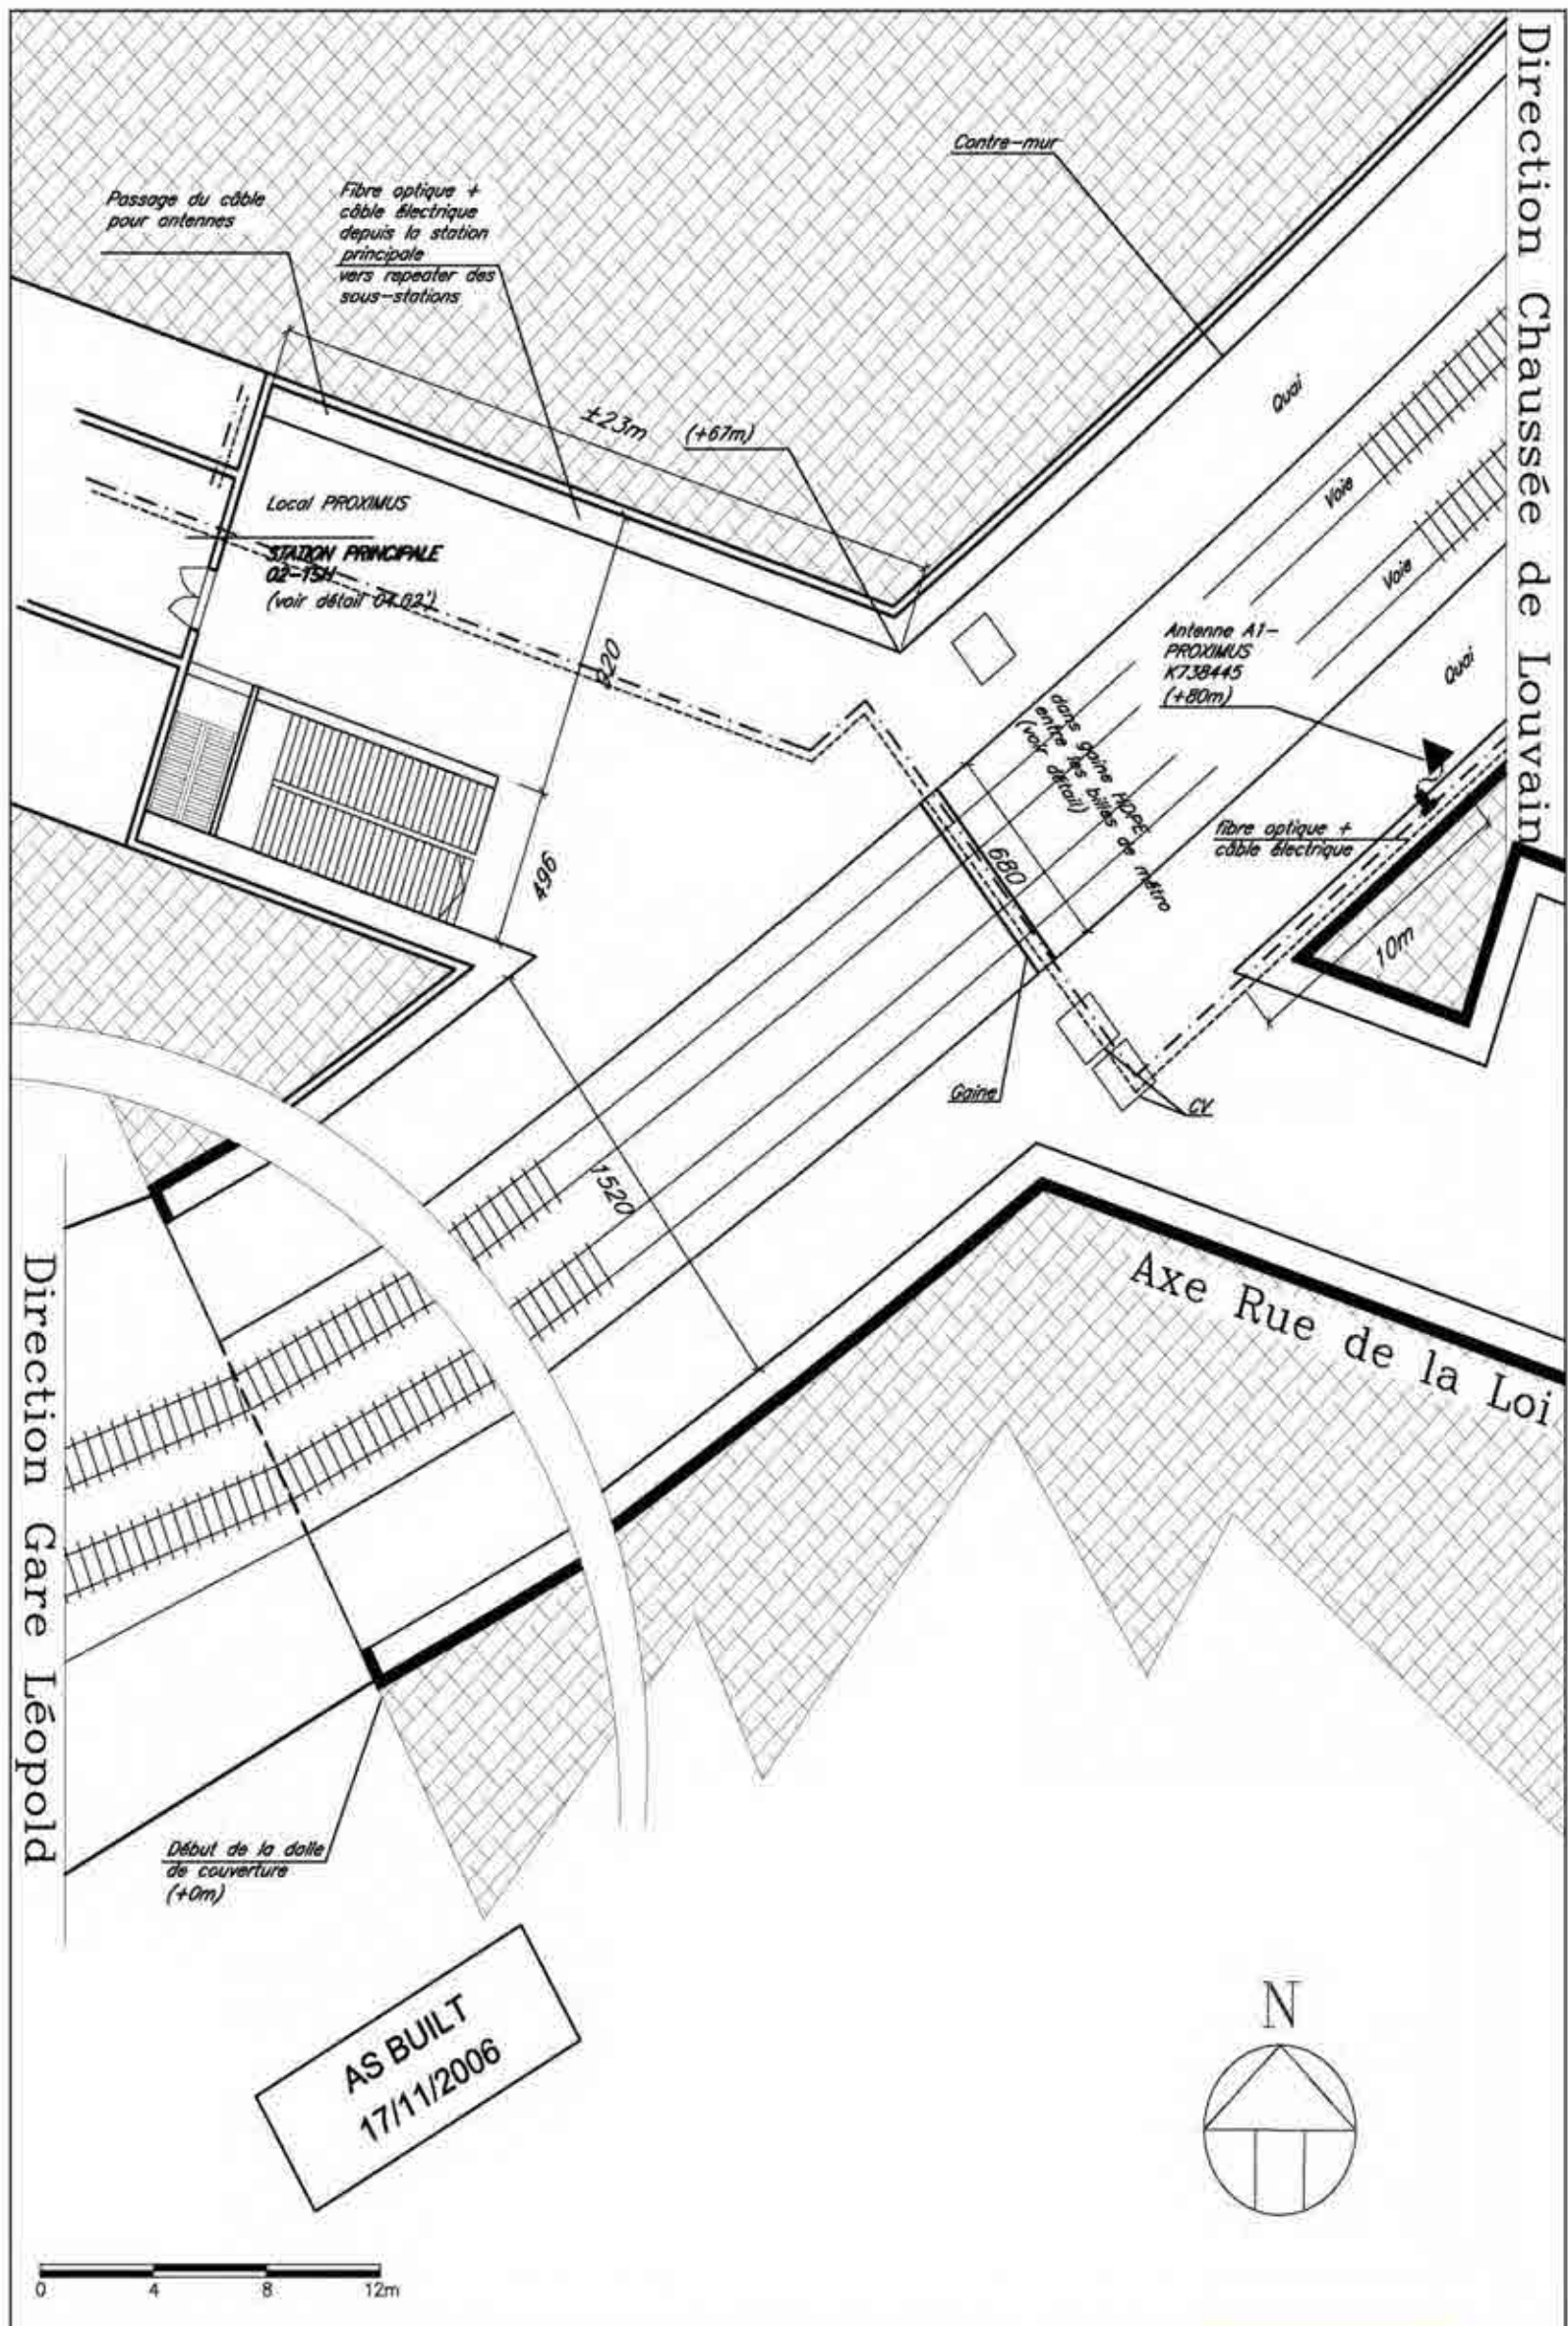 Direction Chaussée de Louvain
Contre-mur
Passage du câble
pour antennes
Fibre optique +
câble électrique
depuis la station
principale
vers repeater des
sous-stations
±23m
(+67m)
Quai
Voie
Voie
Quai
Local PROXIMUS
STATION PRINCIPALE
02-TSH
(voir détail 04.02')
820
496
Antenne A1-
PROXIMUS
K738445
(+80m)
dans gaine HDPE
entre les billes de métro
(voir détail)
680
fibre optique +
câble électrique
10m
Gaine
CV
1520
Axe Rue de la Loi
Direction Gare Léopold
Début de la dalle
de couverture
(+0m)
AS BUILT
17/11/2006
N
0 4 8 12m